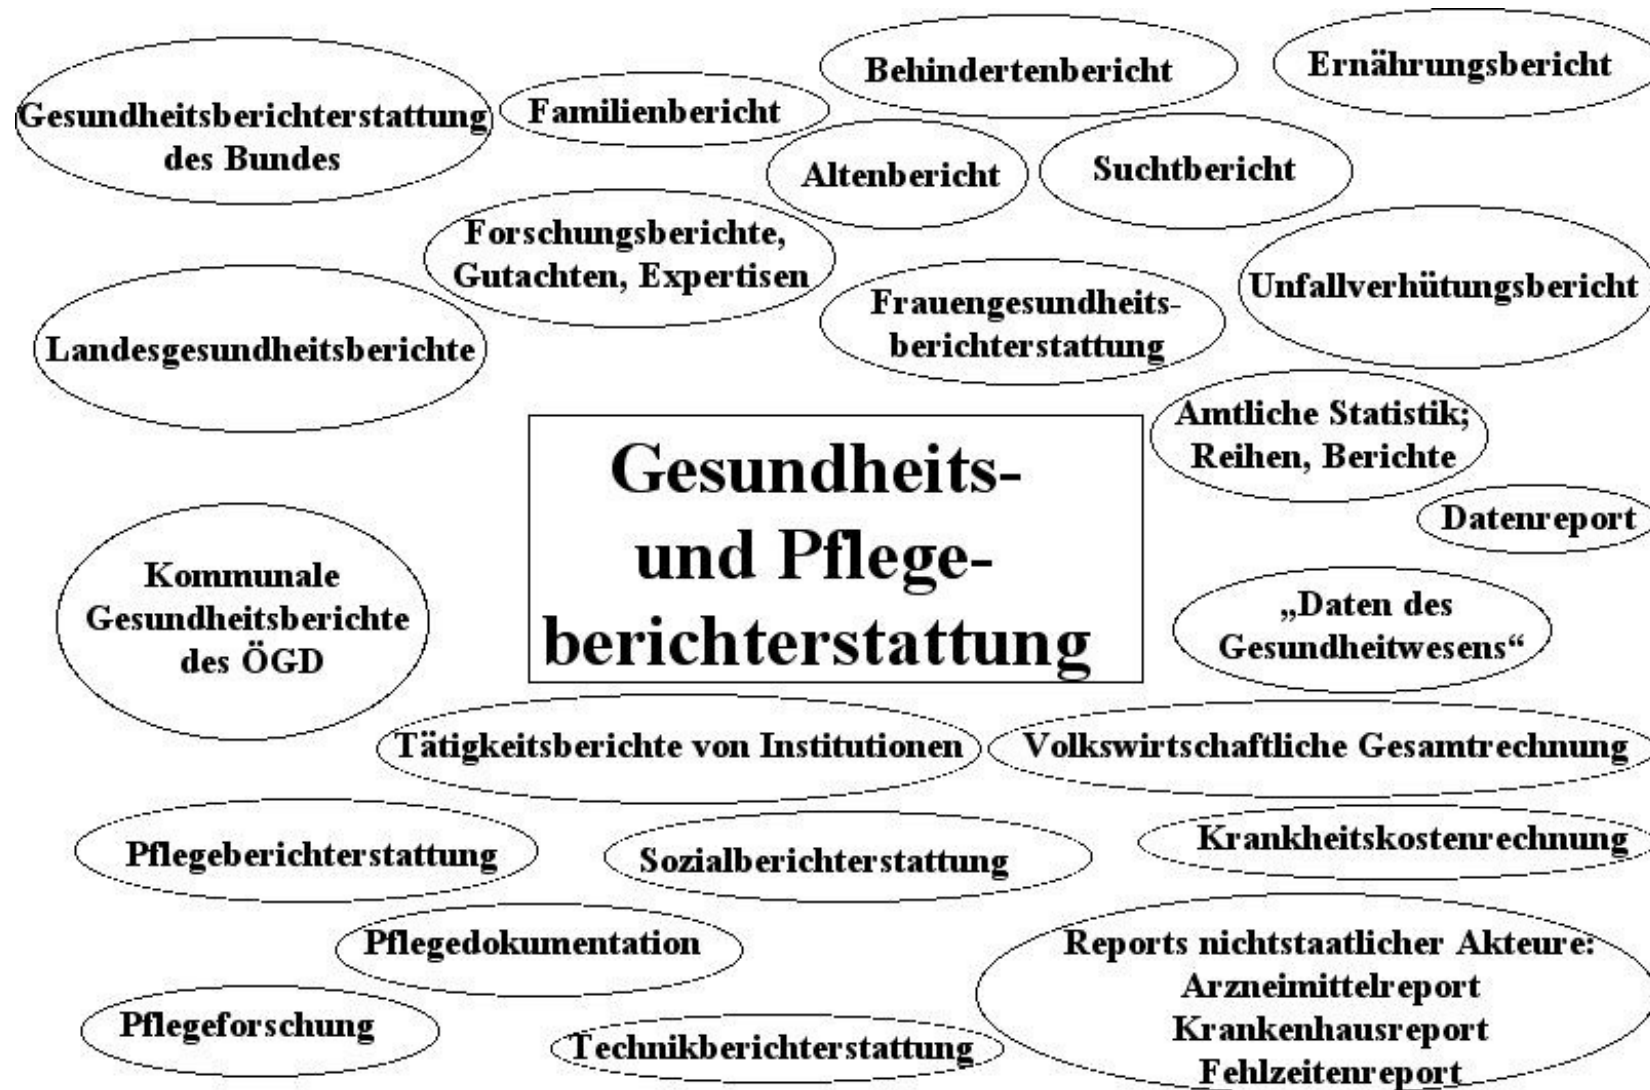 Gesundheitsberichterstattung
des Bundes
Familienbericht
Behindertenbericht
Ernährungsbericht
Altenbericht
Suchtbericht
Forschungsberichte,
Gutachten, Expertisen
Landesgesundheitsberichte
Frauengesundheits-
berichterstattung
Unfallverhütungsbericht
Amtliche Statistik;
Reihen, Berichte
Gesundheits-
und Pflege-
berichterstattung
Datenreport
Kommunale
Gesundheitsberichte
des ÖGD
„Daten des
Gesundheitwesens“
Tätigkeitsberichte von Institutionen
Volkswirtschaftliche Gesamtrechnung
Pflegeberichterstattung
Sozialberichterstattung
Krankheitskostenrechnung
Pflegedokumentation
Reports nichtstaatlicher Akteure:
Arzneimittelreport
Krankenhausreport
Fehlzeitenreport
Pflegeforschung
Technikberichterstattung